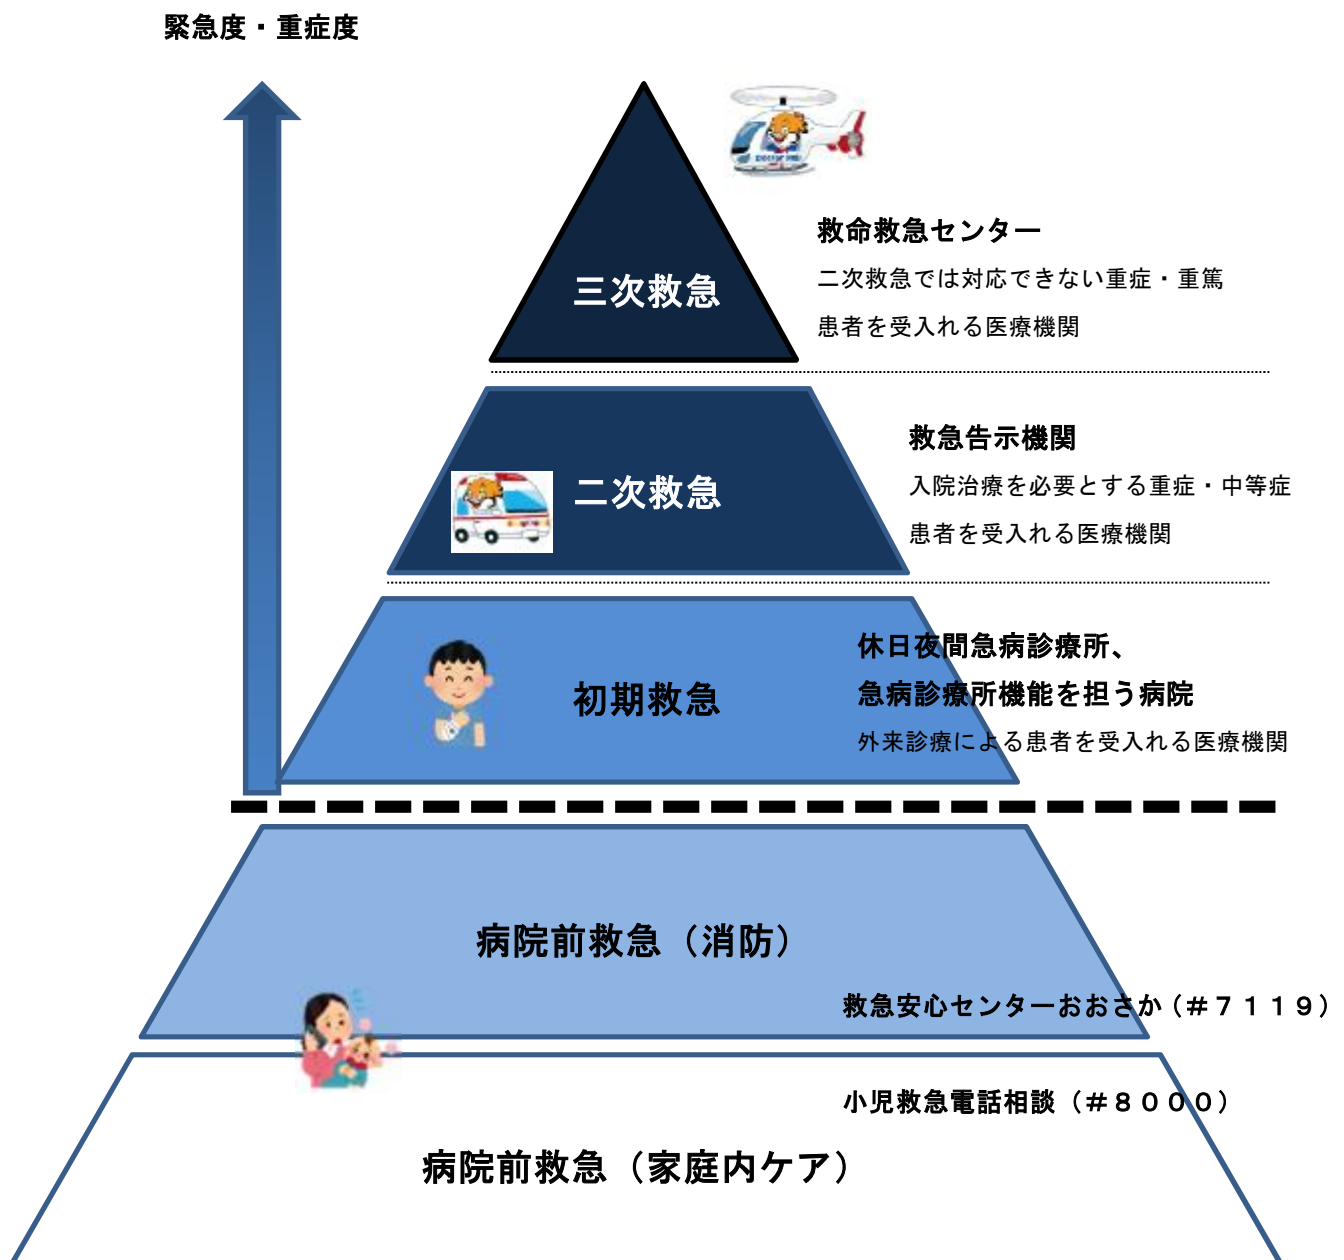 緊急度・重症度
三次救急
救命救急センター
二次救急では対応できない重症・重篤
患者を受入れる医療機関
二次救急
救急告示機関
入院治療を必要とする重症・中等症
患者を受入れる医療機関
初期救急
休日夜間急病診療所、
急病診療所機能を担う病院
外来診療による患者を受入れる医療機関
病院前救急（消防）
救急安心センターおおさか（＃７１１９）
小児救急電話相談（＃８０００）
病院前救急（家庭内ケア）